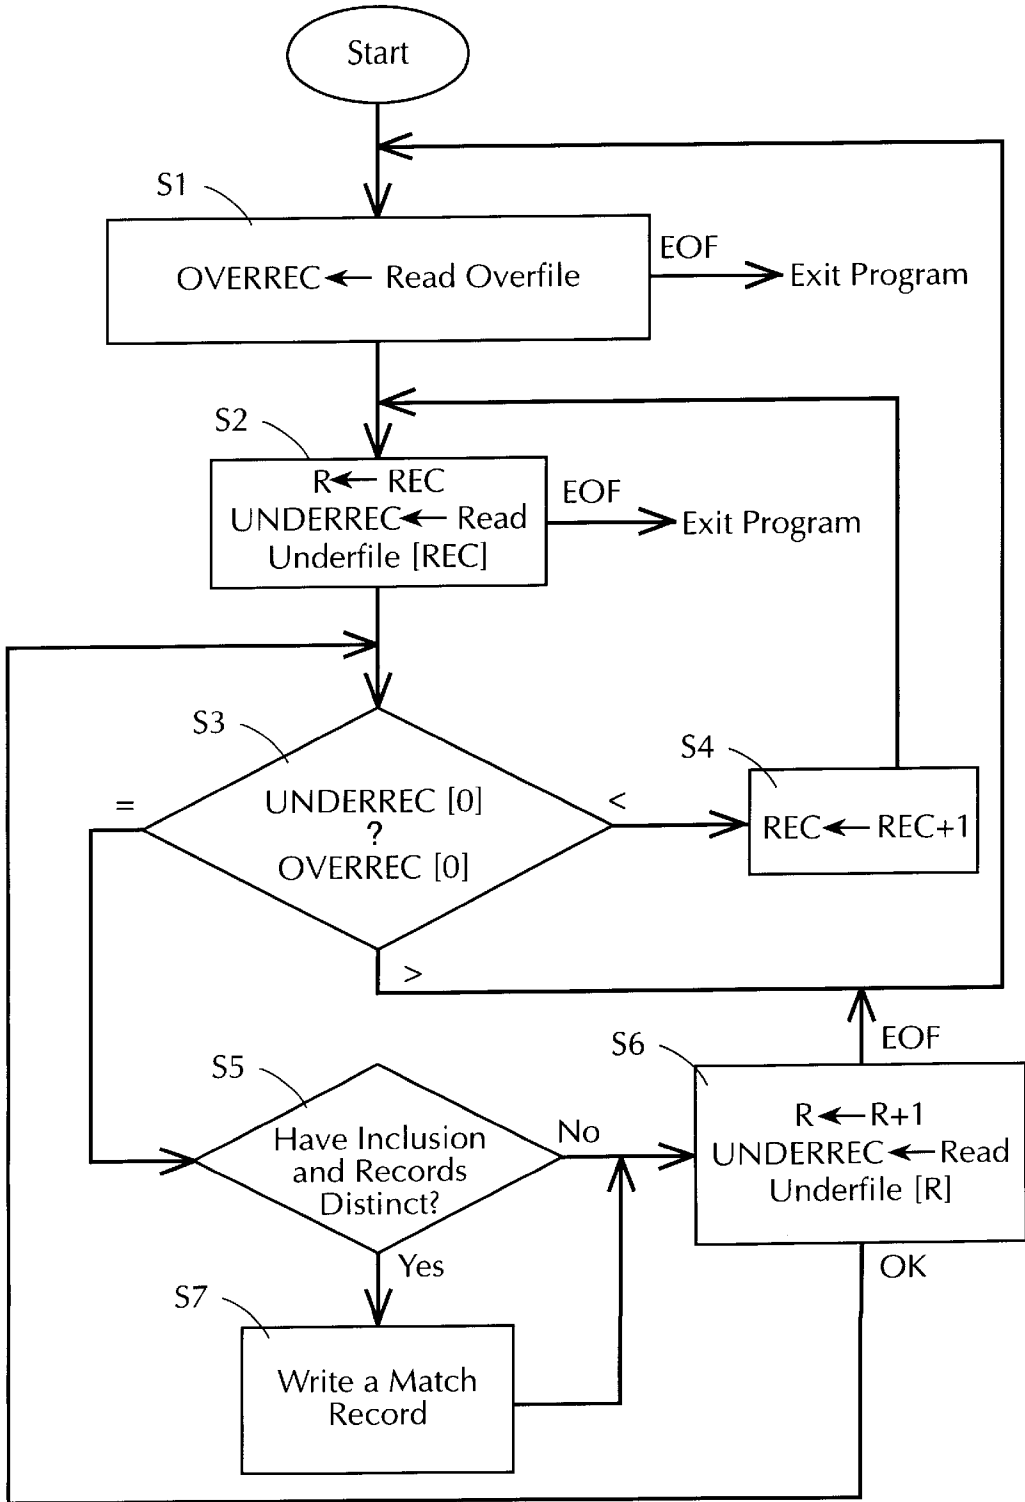 Start
S1
OVERREC ← Read Overfile
EOF
Exit Program
S2
R ← REC
UNDERREC ← Read
Underfile [REC]
EOF
Exit Program
S3
UNDERREC [0]
?
OVERREC [0]
=
<
>
S4
REC ← REC+1
S5
Have Inclusion
and Records
Distinct?
No
Yes
S6
R ← R+1
UNDERREC ← Read
Underfile [R]
EOF
OK
S7
Write a Match
Record